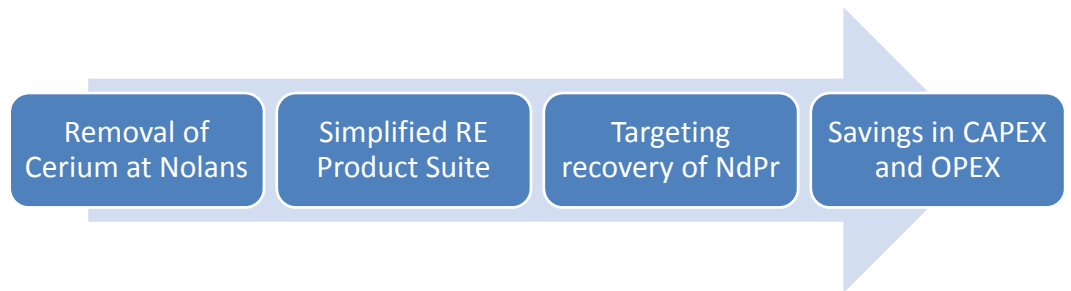 Removal of
Cerium at Nolans
Simplified RE
Product Suite
Targeting
recovery of NdPr
Savings in CAPEX
and OPEX